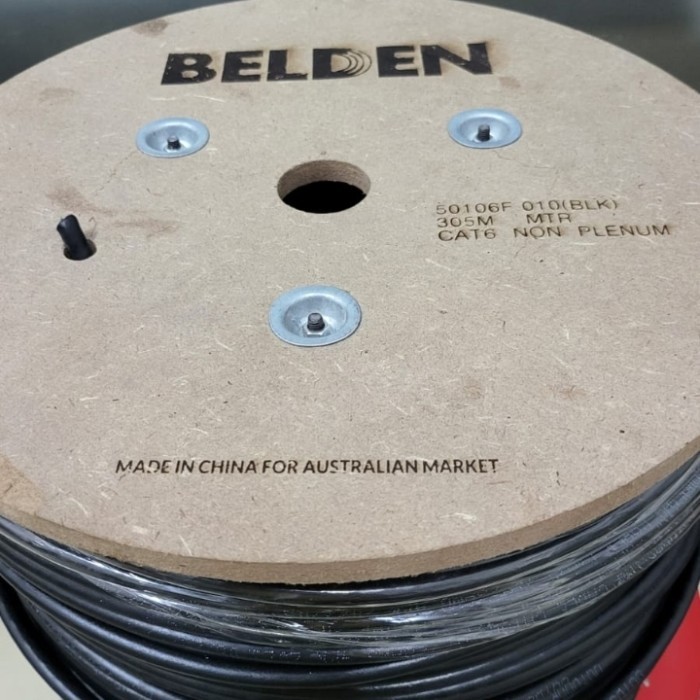 BELDEN
50106F 010(BLK)
305M MTR
CAT6 NON PLENUM
MADE IN CHINA FOR AUSTRALIAN MARKET